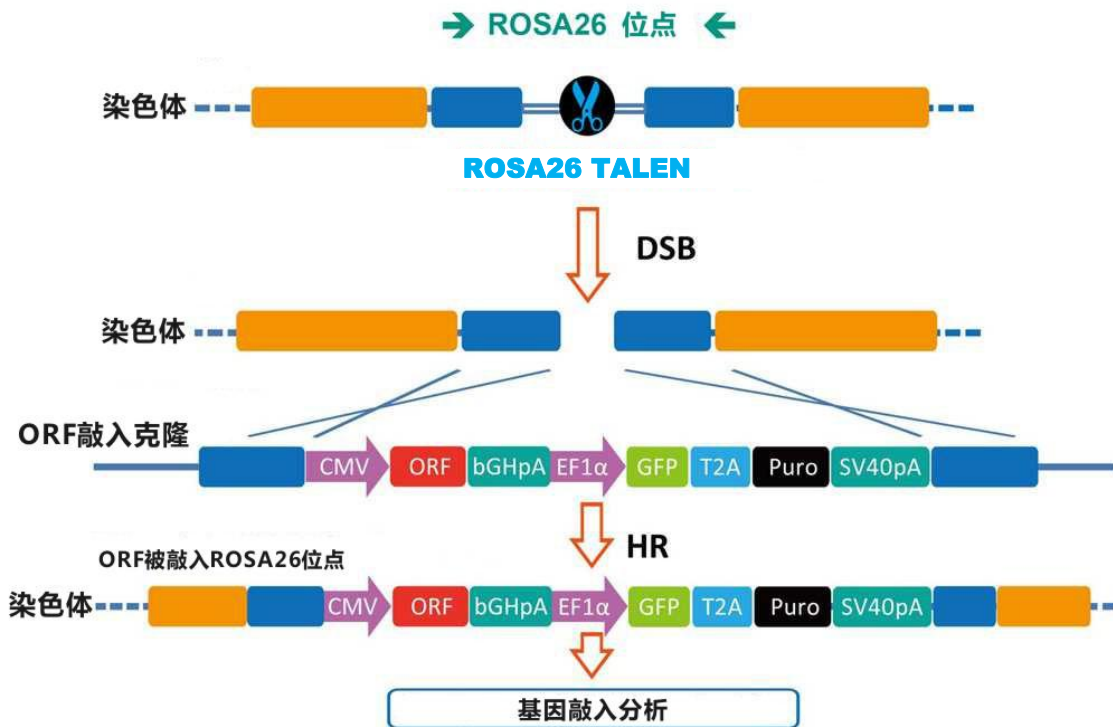 ROSA26 位点
染色体
ROSA26 TALEN
DSB
染色体
ORF敲入克隆
CMV ORF bGHpA EF1α GFP T2A Puro SV40pA
HR
ORF被敲入ROSA26位点
染色体 CMV ORF bGHpA EF1α GFP T2A Puro SV40pA
基因敲入分析